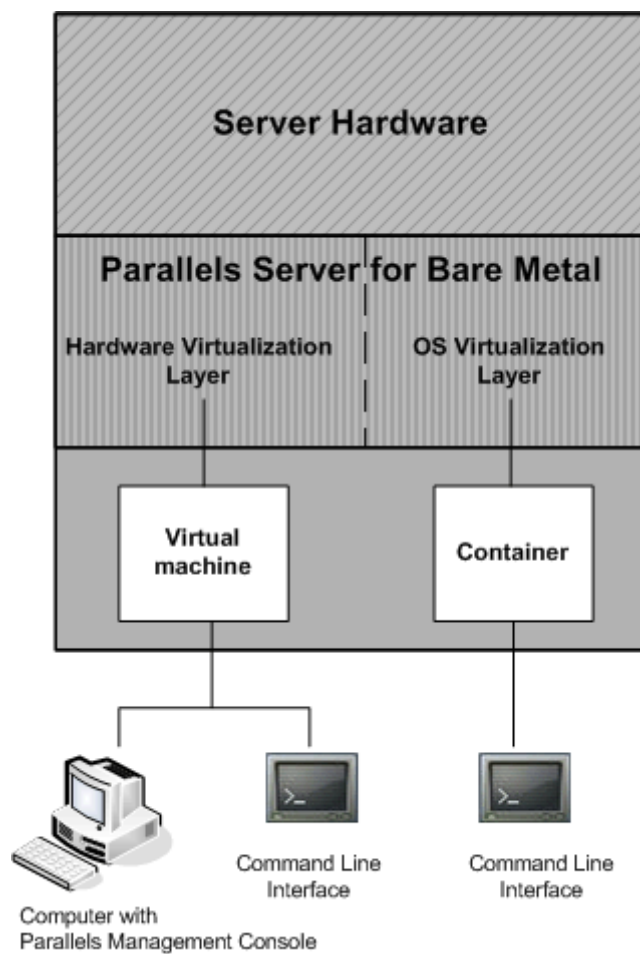 Server Hardware
Parallels Server for Bare Metal
Hardware Virtualization
Layer
OS Virtualization
Layer
Virtual
machine
Container
>_
>_
Command Line
Interface
Command Line
Interface
Computer with
Parallels Management Console